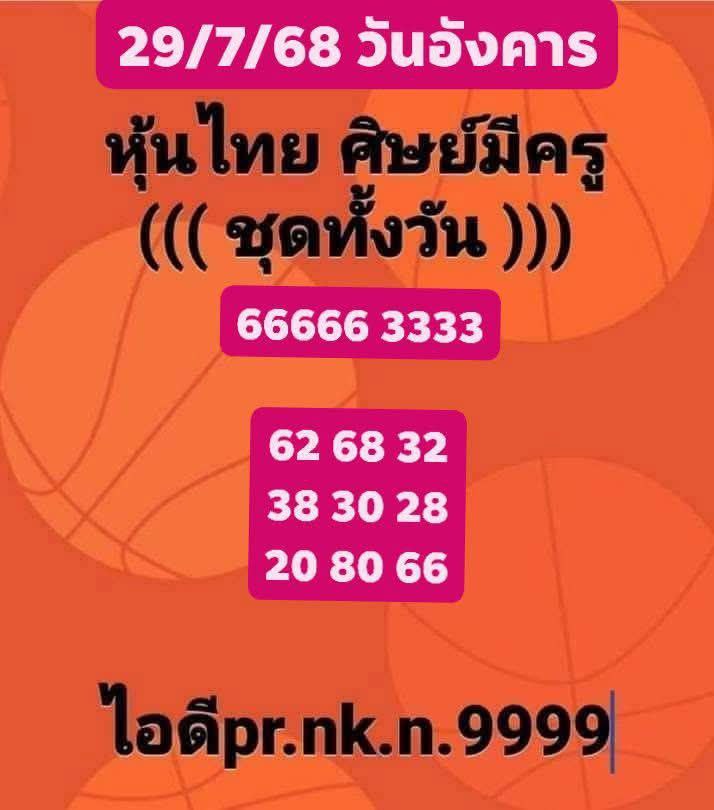 29/7/68 วันอังคาร
หุ้นไทย ศิษย์มีครู
((( ชุดทั้งวัน )))
66666 3333
62 68 32
38 30 28
20 80 66
ไอดีpr.nk.n.9999